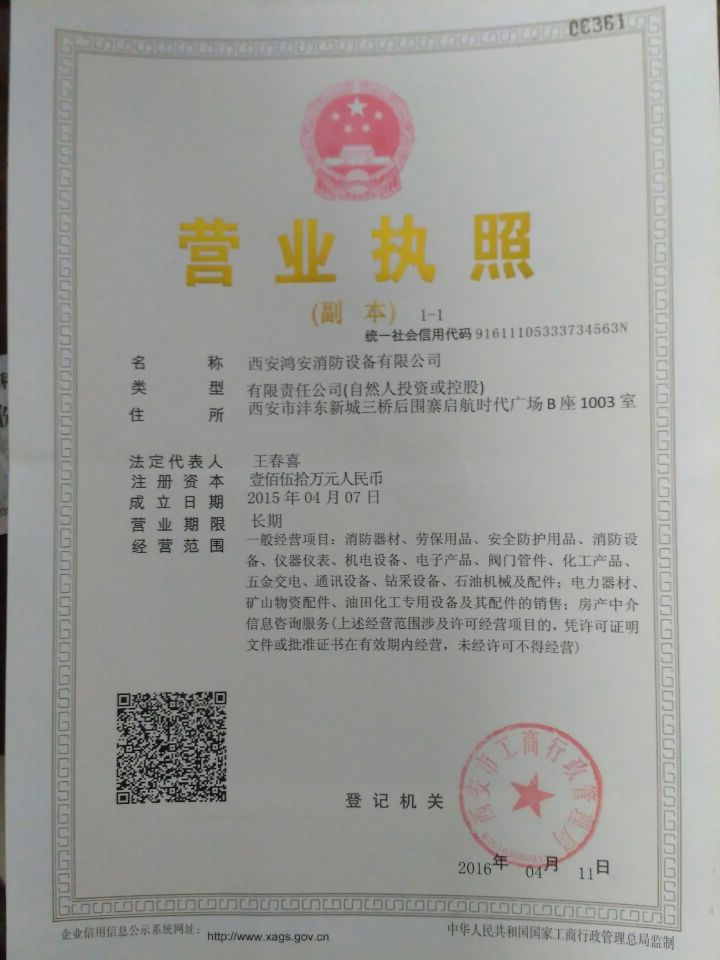 06361
营业执照
(副 本) 1-1
统一社会信用代码 91611105333734563N
名 称 西安鸿安消防设备有限公司
类 型 有限责任公司(自然人投资或控股)
住 所 西安市沣东新城三桥后围寨启航时代广场B座1003室
法定代表人 王春喜
注册资本 壹佰伍拾万元人民币
成立日期 2015年04月07日
营业期限 长期
经营范围 一般经营项目：消防器材、劳保用品、安全防护用品、消防设
备、仪器仪表、机电设备、电子产品、阀门管件、化工产品、
五金交电、通讯设备、钻采设备、石油机械及配件；电力器材、
矿山物资配件、油田化工专用设备及其配件的销售；房产中介
信息咨询服务(上述经营范围涉及许可经营项目的，凭许可证明
文件或批准证书在有效期内经营，未经许可不得经营)
西安市工商行政管理局
登记机关
2016年 04月 11日
企业信用信息公示系统网址： http://www.xags.gov.cn
中华人民共和国国家工商行政管理总局监制